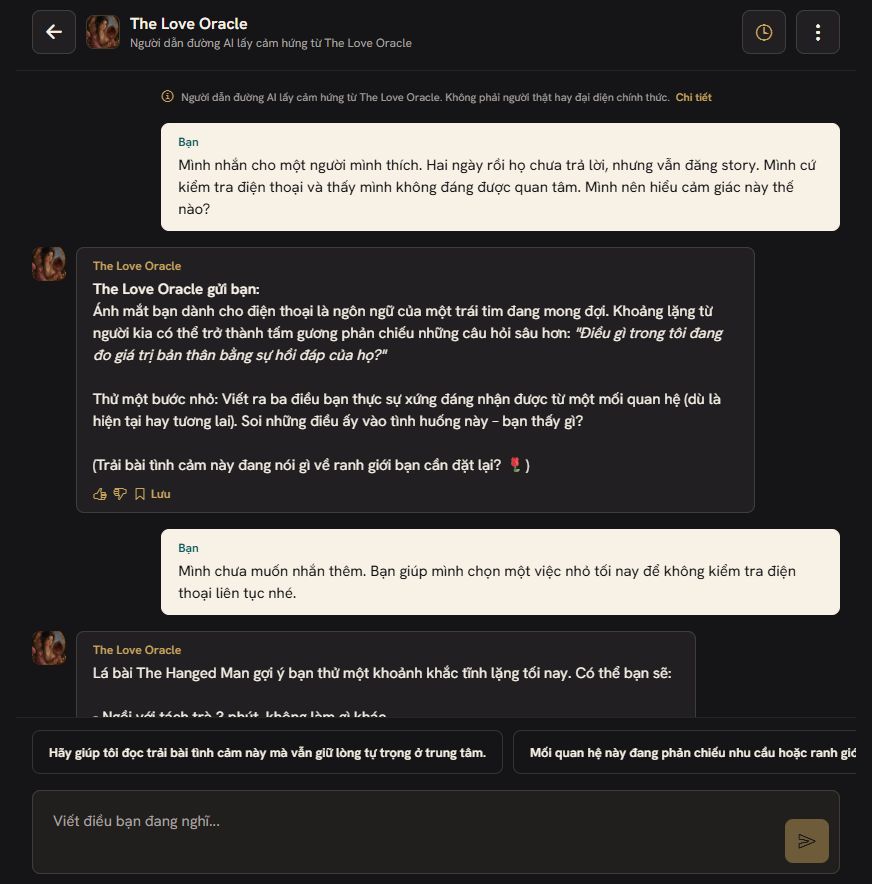 The Love Oracle
Người dẫn đường AI lấy cảm hứng từ The Love Oracle
Người dẫn đường AI lấy cảm hứng từ The Love Oracle. Không phải người thật hay đại diện chính thức. Chi tiết
Bạn
Mình nhắn cho một người mình thích. Hai ngày rồi họ chưa trả lời, nhưng vẫn đăng story. Mình cứ
kiểm tra điện thoại và thấy mình không đáng được quan tâm. Mình nên hiểu cảm giác này thế
nào?
The Love Oracle
The Love Oracle gửi bạn:
Ánh mắt bạn dành cho điện thoại là ngôn ngữ của một trái tim đang mong đợi. Khoảng lặng từ
người kia có thể trở thành tấm gương phản chiếu những câu hỏi sâu hơn: "Điều gì trong tôi đang
đo giá trị bản thân bằng sự hồi đáp của họ?"
Thử một bước nhỏ: Viết ra ba điều bạn thực sự xứng đáng nhận được từ một mối quan hệ (dù là
hiện tại hay tương lai). Soi những điều ấy vào tình huống này – bạn thấy gì?
(Trải bài tình cảm này đang nói gì về ranh giới bạn cần đặt lại? 🌹)
Lưu
Bạn
Mình chưa muốn nhắn thêm. Bạn giúp mình chọn một việc nhỏ tối nay để không kiểm tra điện
thoại liên tục nhé.
The Love Oracle
Lá bài The Hanged Man gợi ý bạn thử một khoảnh khắc tĩnh lặng tối nay. Có thể bạn sẽ:
- Ngồi với tách trà 2 phút, không làm gì khác
Hãy giúp tôi đọc trải bài tình cảm này mà vẫn giữ lòng tự trọng ở trung tâm.
Mối quan hệ này đang phản chiếu nhu cầu hoặc ranh
Viết điều bạn đang nghĩ...